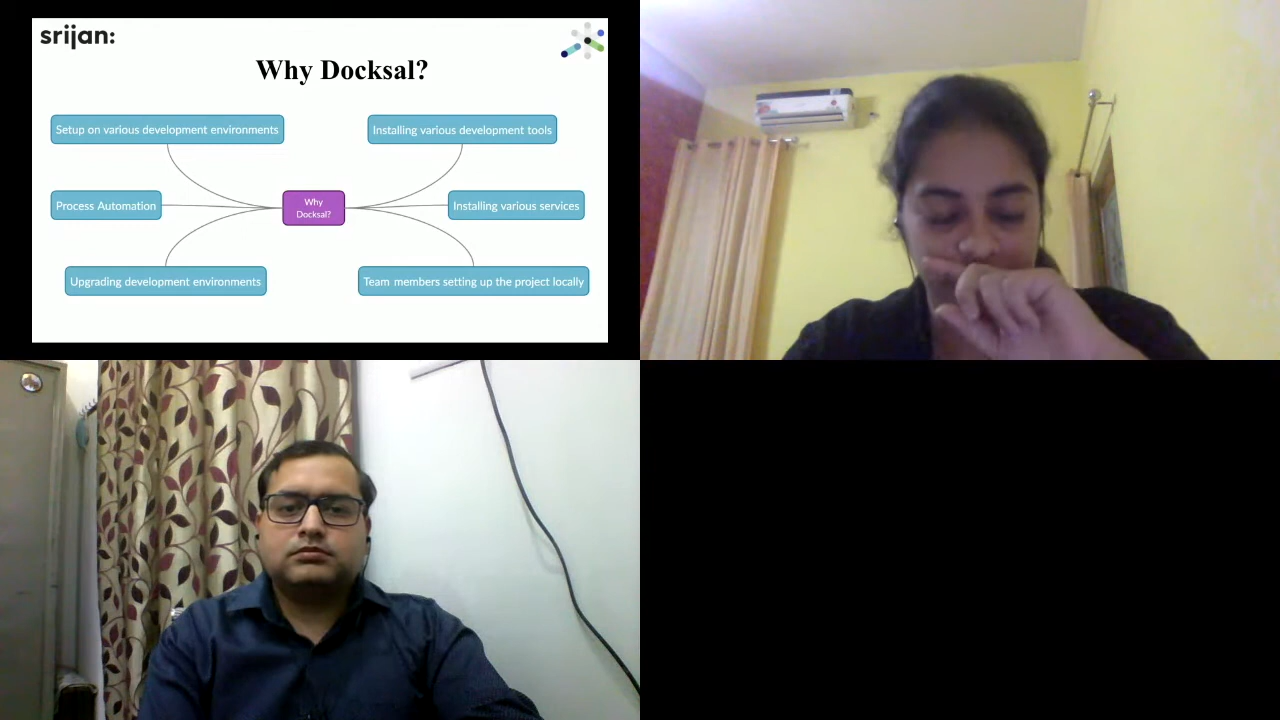 srijan:
Why Docksal?
Setup on various development environments
Installing various development tools
Process Automation
Why
Docksal?
Installing various services
Upgrading development environments
Team members setting up the project locally